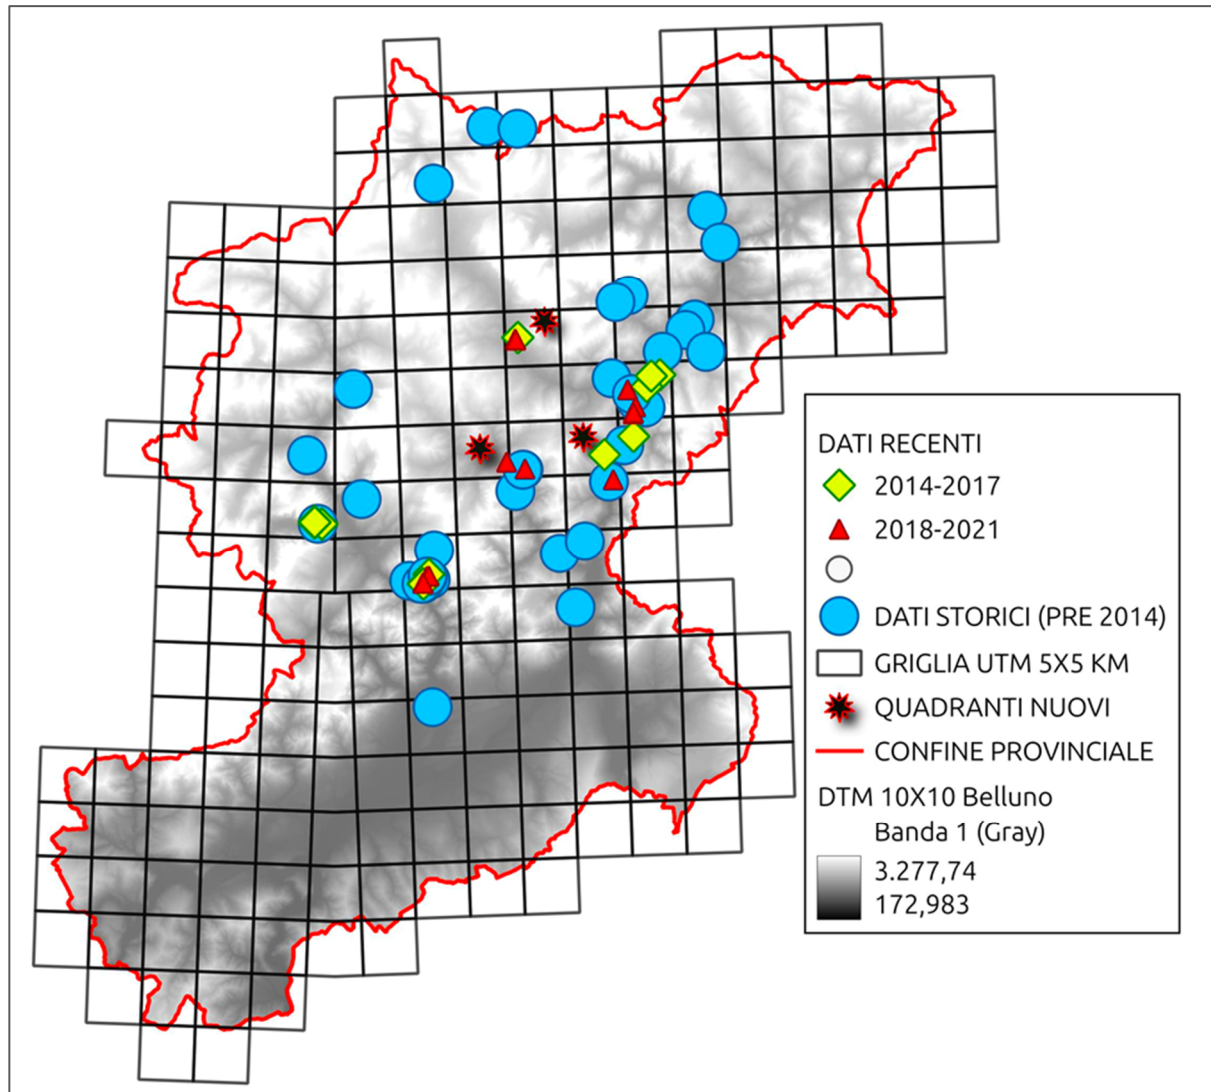 DATI RECENTI
2014-2017
2018-2021
DATI STORICI (PRE 2014)
GRIGLIA UTM 5X5 KM
QUADRANTI NUOVI
CONFINE PROVINCIALE
DTM 10X10 Belluno
Banda 1 (Gray)
3.277,74
172,983